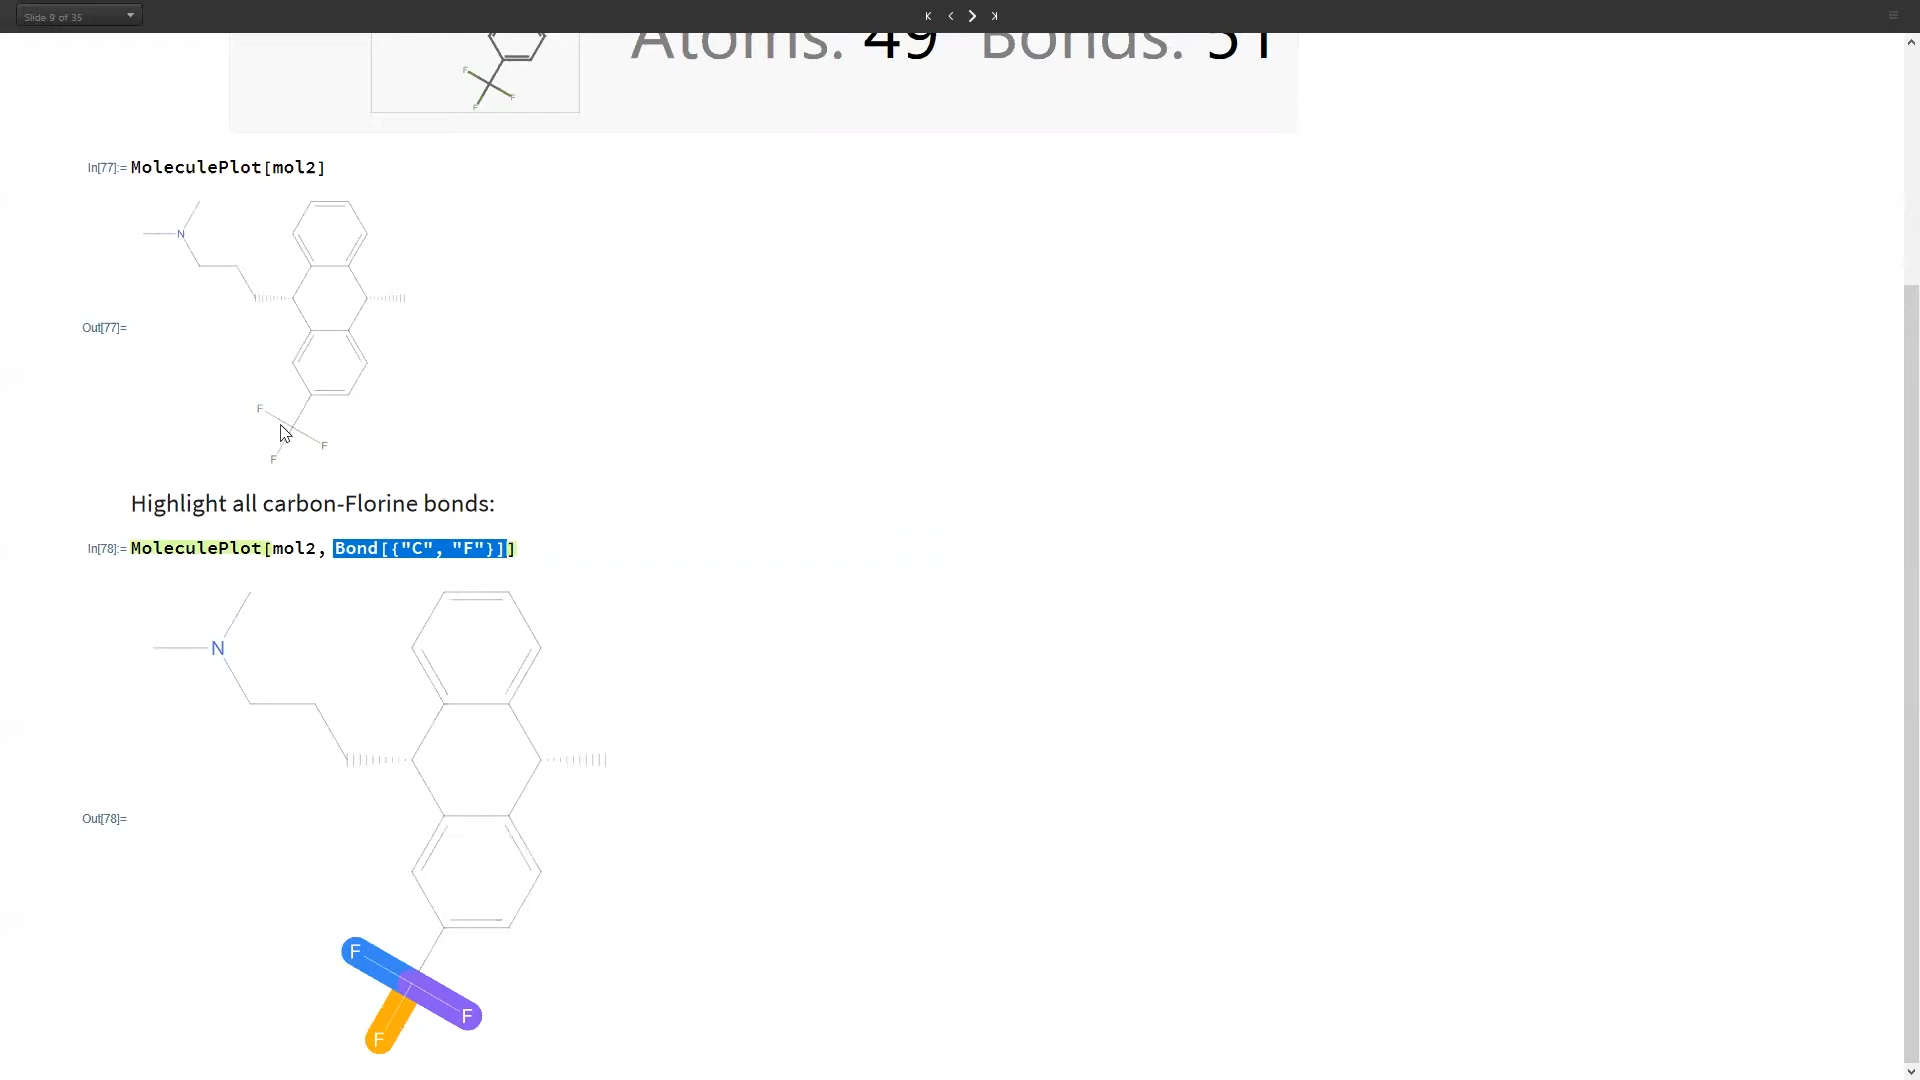 Slide 9 of 35
Atoms: 49 Bonds: 51
F
F
F
In[77]:= MoleculePlot[mol2]
N
Out[77]=
F
F
F
Highlight all carbon-Florine bonds:
In[78]:= MoleculePlot[mol2, Bond[{"C", "F"}]]
N
Out[78]=
F
F
F